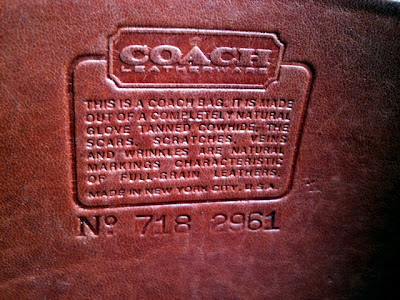 COACH
LEATHERWARE
THIS IS A COACH BAG. IT IS MADE
OUT OF A COMPLETELY NATURAL
GLOVE TANNED COWHIDE, THE
SCARS, SCRATCHES, VEINS
AND WRINKLES ARE NATURAL
MARKINGS CHARACTERISTIC
OF FULL GRAIN LEATHERS.
MADE IN NEW YORK CITY, U.S.A.
Nº 718 2961